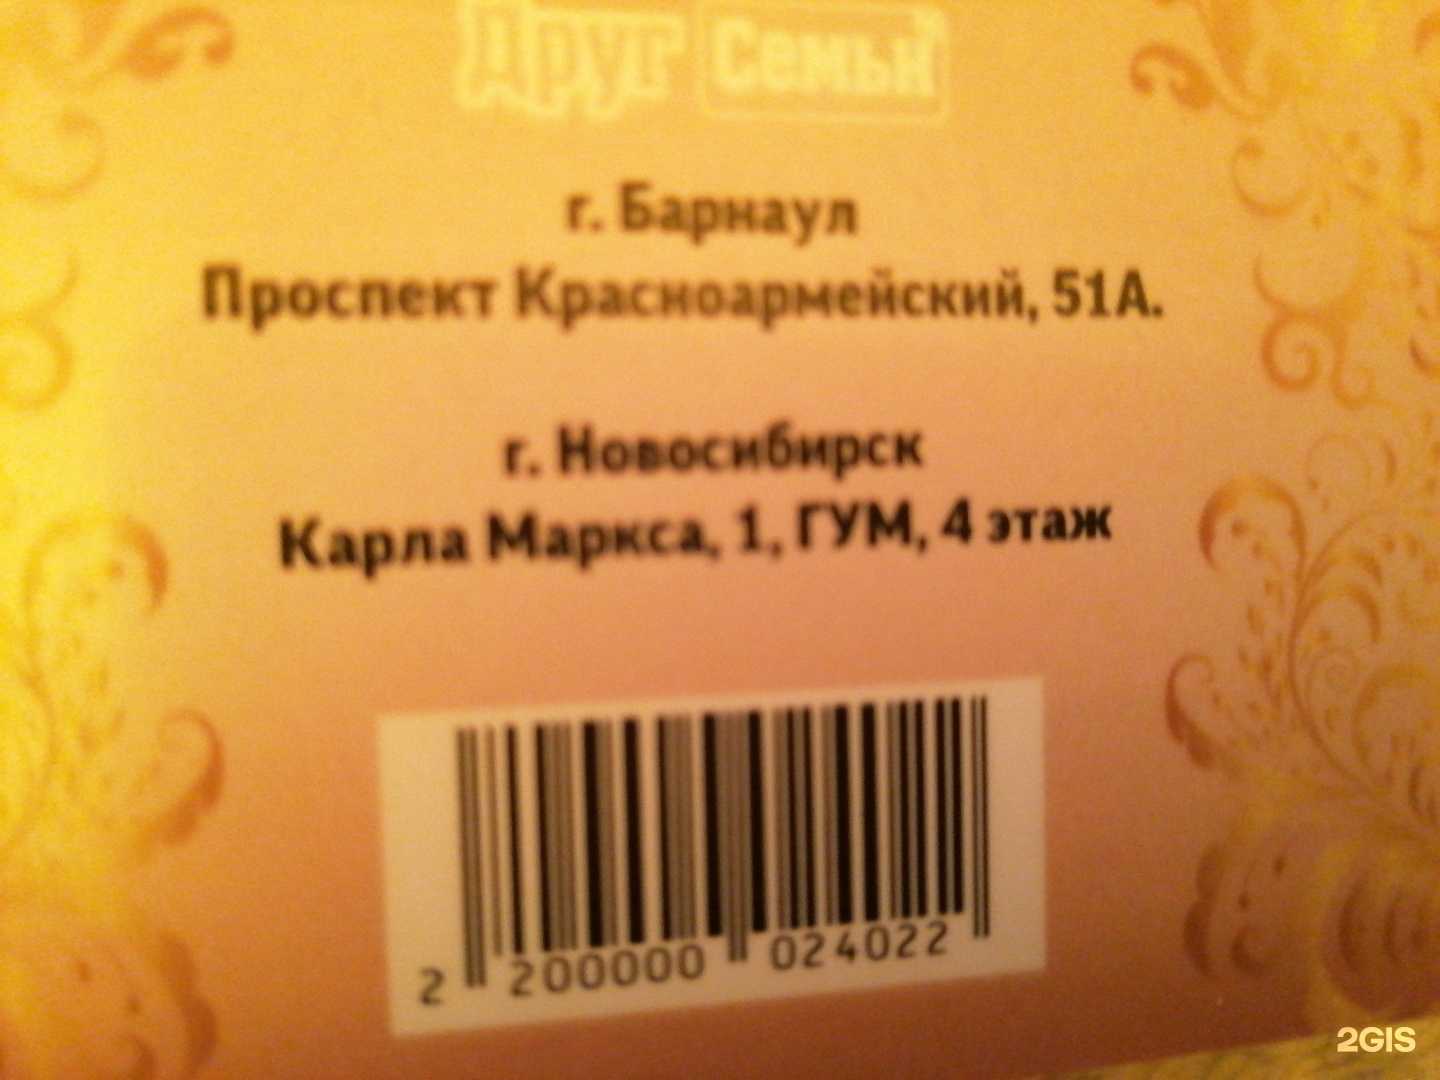 Друг Семьи
г. Барнаул
Проспект Красноармейский, 51А.
г. Новосибирск
Карла Маркса, 1, ГУМ, 4 этаж
2 200000 024022
2GIS